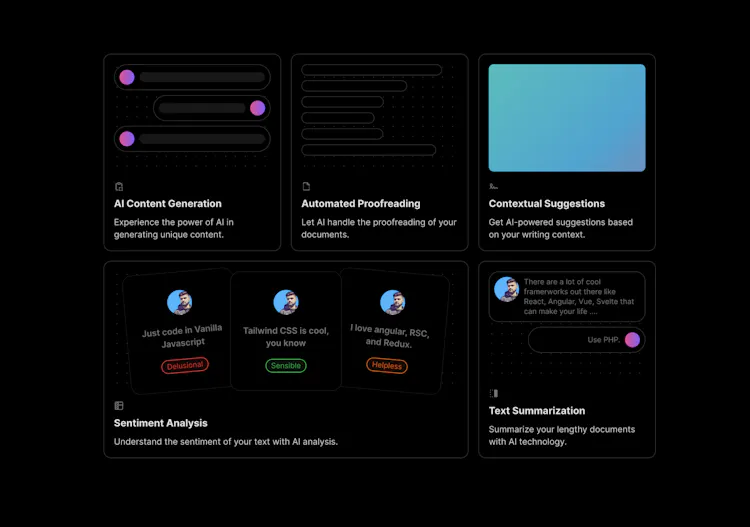 AI Content Generation
Experience the power of AI in
generating unique content.
Automated Proofreading
Let AI handle the proofreading of your
documents.
Contextual Suggestions
Get AI-powered suggestions based
on your writing context.
Just code in Vanilla
Javascript
Delusional
Tailwind CSS is cool,
you know
Sensible
I love angular, RSC,
and Redux.
Helpless
Sentiment Analysis
Understand the sentiment of your text with AI analysis.
There are a lot of cool
framerworks out there like
React, Angular, Vue, Svelte that
can make your life ....
Use PHP.
Text Summarization
Summarize your lengthy documents
with AI technology.